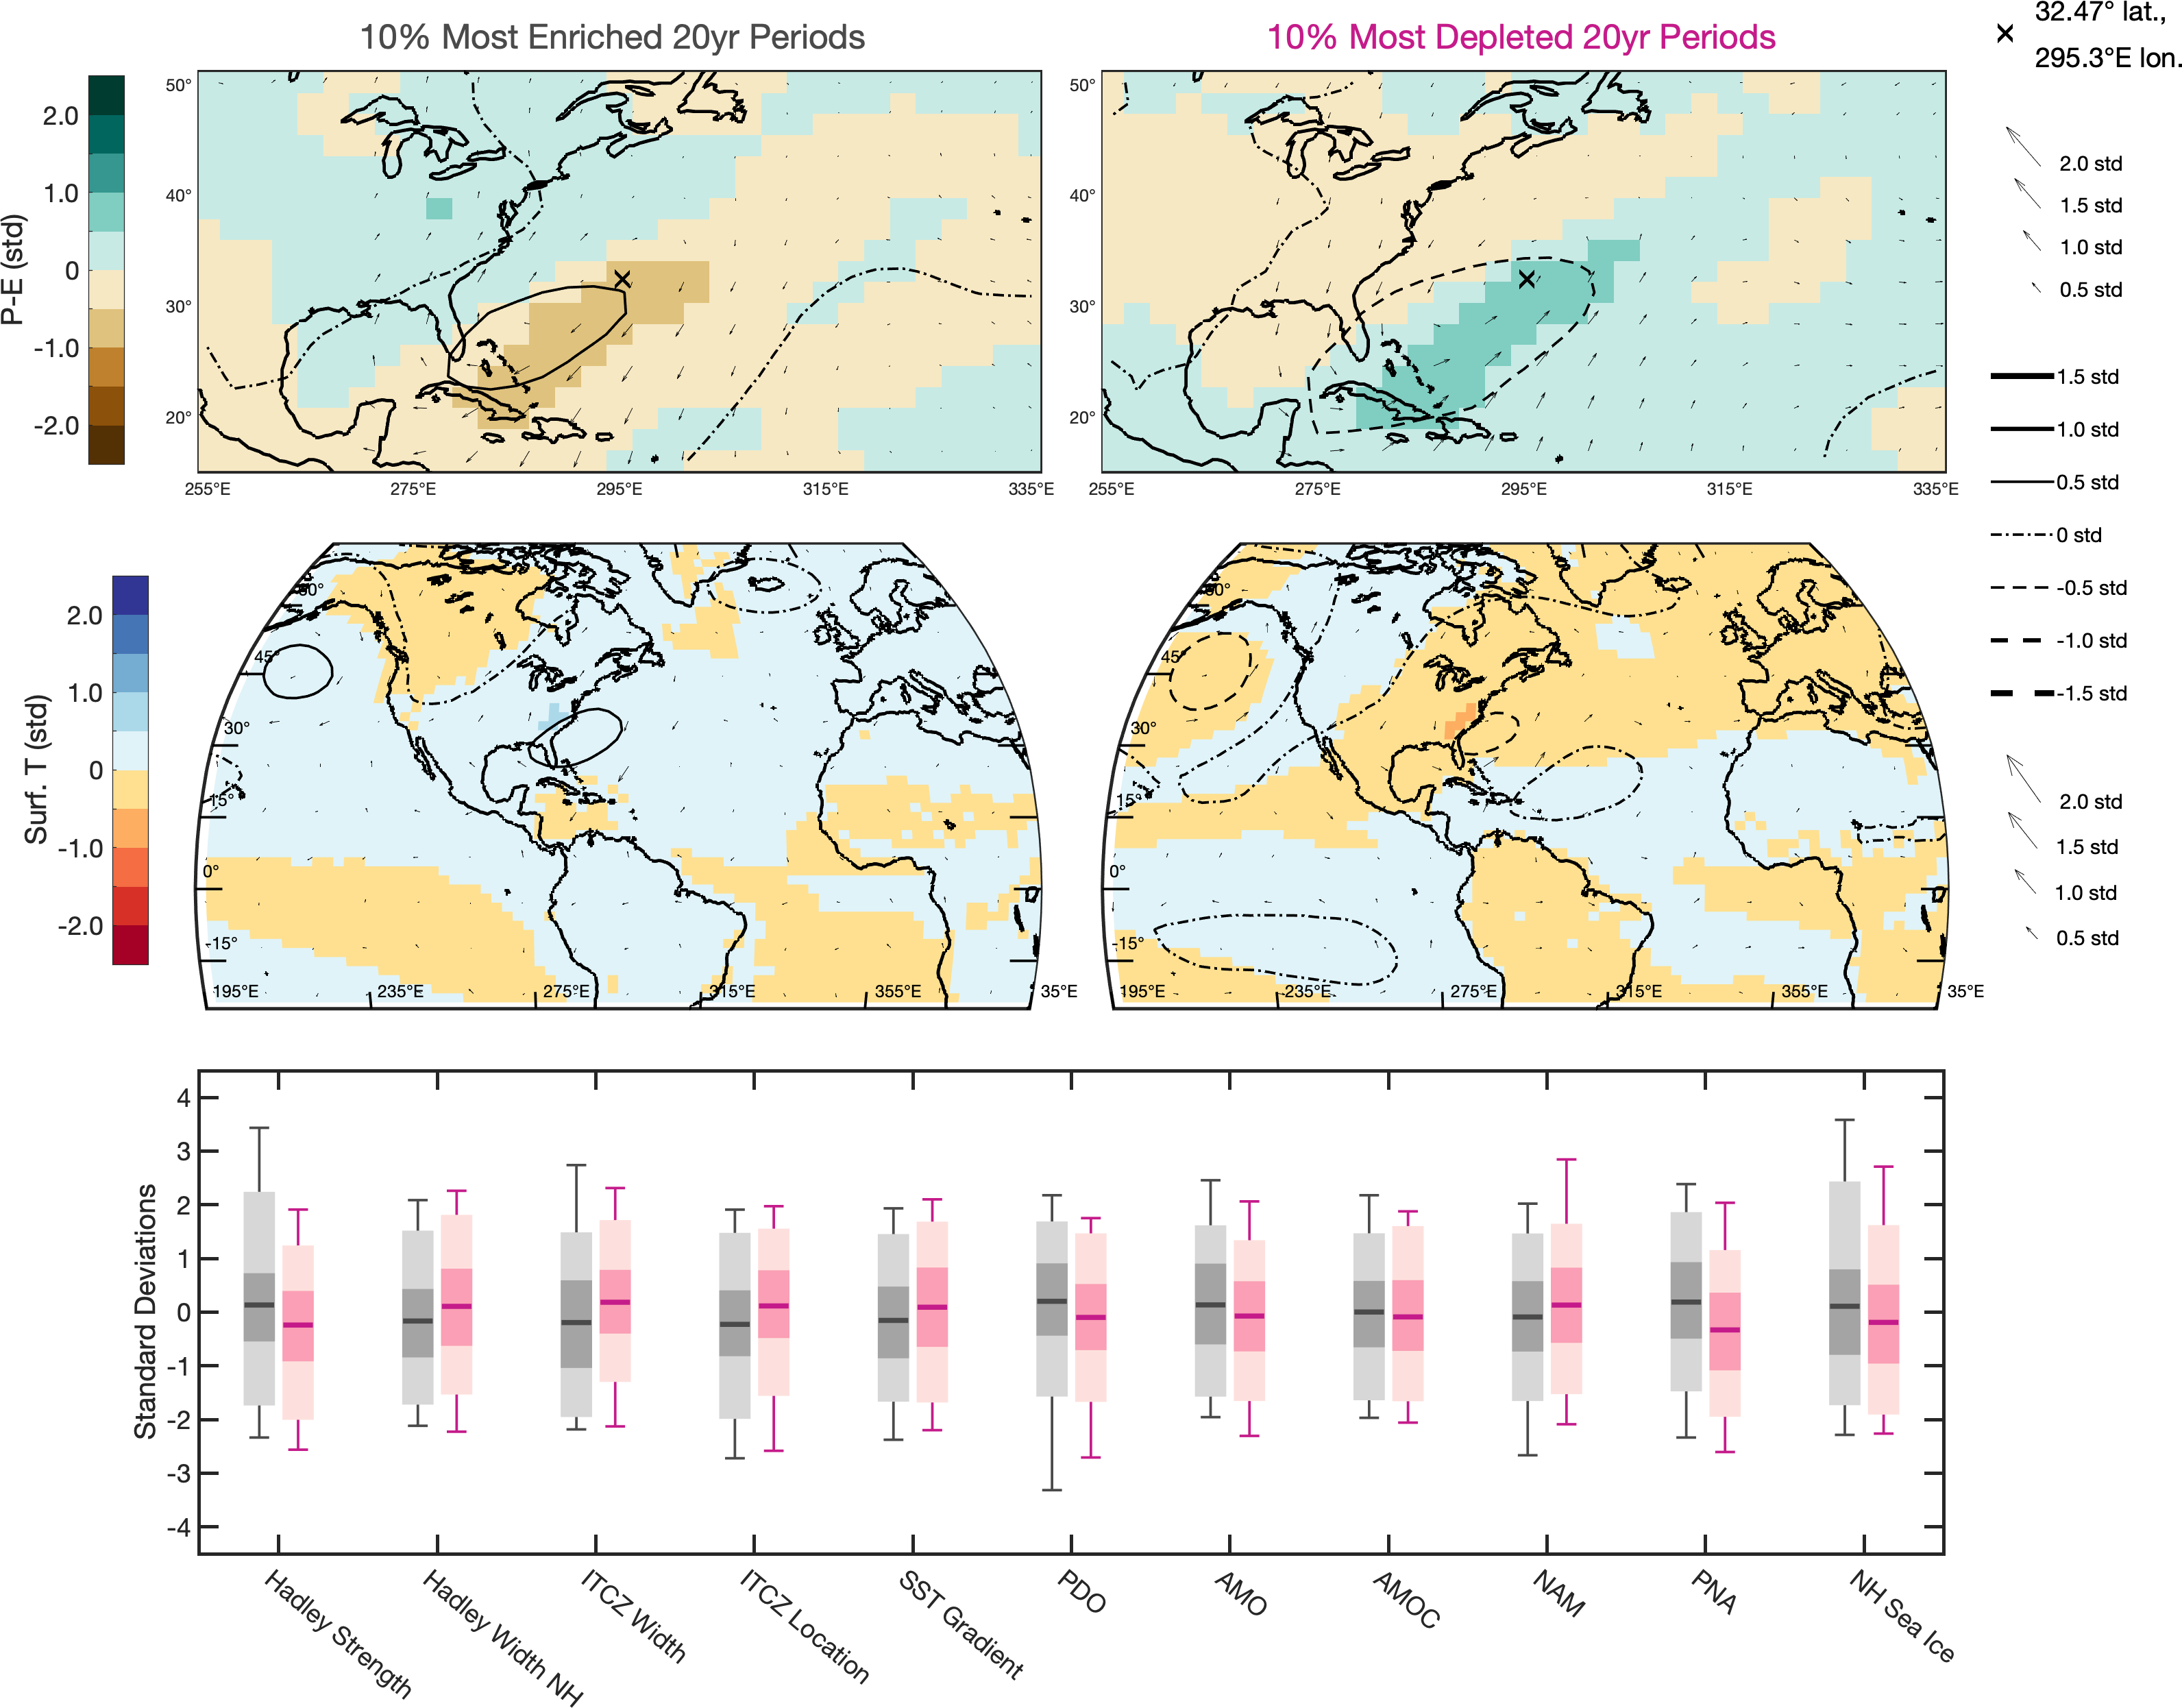 10% Most Enriched 20yr Periods
10% Most Depleted 20yr Periods
32.47° lat.,
295.3°E lon.
P-E (std)
2.0
1.0
0
-1.0
-2.0
50°
40°
30°
20°
255°E 275°E 295°E 315°E 335°E
50°
40°
30°
20°
255°E 275°E 295°E 315°E 335°E
2.0 std
1.5 std
1.0 std
0.5 std
1.5 std
1.0 std
0.5 std
0 std
-0.5 std
-1.0 std
-1.5 std
Surf. T (std)
2.0
1.0
0
-1.0
-2.0
60°
45°
30°
15°
0°
-15°
195°E 235°E 275°E 315°E 355°E 35°E
60°
45°
30°
15°
0°
-15°
195°E 235°E 275°E 315°E 355°E 35°E
2.0 std
1.5 std
1.0 std
0.5 std
Standard Deviations
4
3
2
1
0
-1
-2
-3
-4
Hadley Strength
Hadley Width NH
ITCZ Width
ITCZ Location
SST Gradient
PDO
AMO
AMOC
NAM
PNA
NH Sea Ice